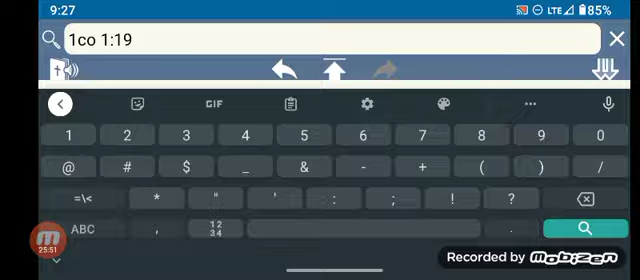 9:27 LTE 85%
1co 1:19
GIF
1 2 3 4 5 6 7 8 9 0
@ # $ _ & - + ( ) /
=\< * " ' : ; ! ?
ABC , 12 34 .
25:51
Recorded by MOBIZEN